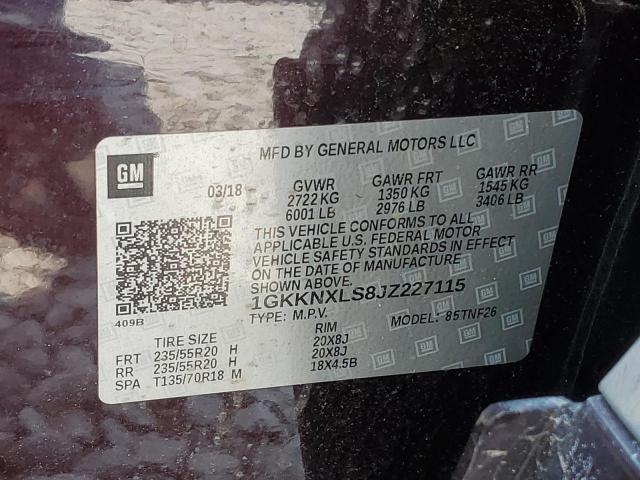 MFD BY GENERAL MOTORS LLC
GM
03/18 GVWR GAWR FRT GAWR RR
2722 KG 1350 KG 1545 KG
6001 LB 2976 LB 3406 LB
THIS VEHICLE CONFORMS TO ALL
APPLICABLE U.S. FEDERAL MOTOR
VEHICLE SAFETY STANDARDS IN EFFECT
ON THE DATE OF MANUFACTURE
SHOWN ABOVE.
1GKKNXLS8JZ227115
409B
TYPE: M.P.V. MODEL: 85TNF26
TIRE SIZE RIM
FRT 235/55R20 H 20X8J
RR 235/55R20 H 20X8J
SPA T135/70R18 M 18X4.5B